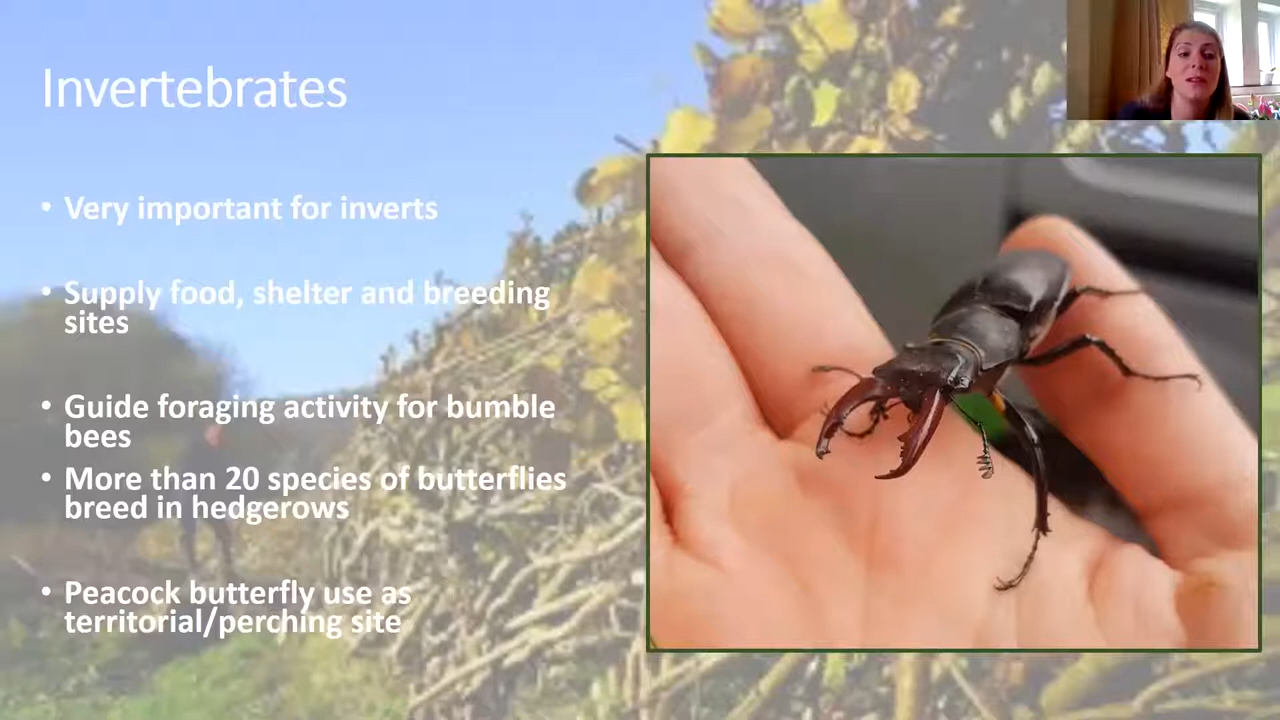 Invertebrates
• Very important for inverts
• Supply food, shelter and breeding
sites
• Guide foraging activity for bumble
bees
• More than 20 species of butterflies
breed in hedgerows
• Peacock butterfly use as
territorial/perching site